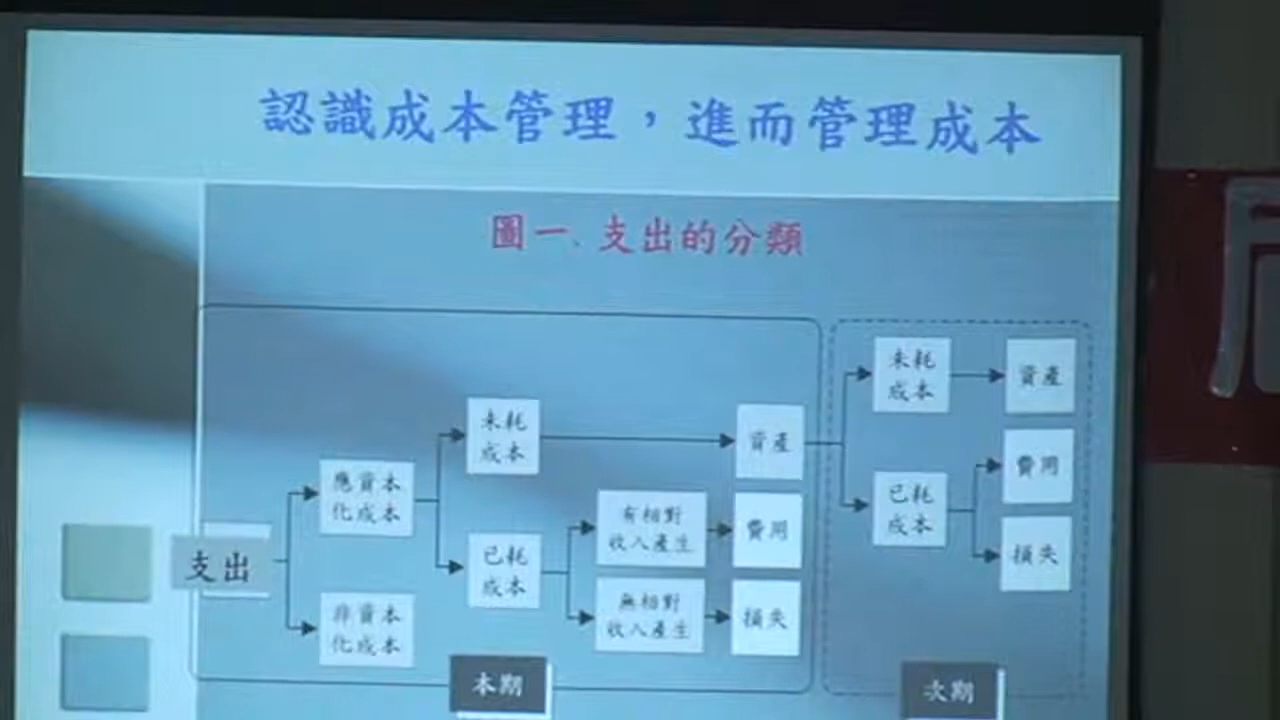 認識成本管理，進而管理成本
圖一、支出的分類
支出
應資本
化成本
非資本
化成本
未耗
成本
已耗
成本
有相對
收入產生
無相對
收入產生
資產
費用
損失
本期
未耗
成本
已耗
成本
資產
費用
損失
次期